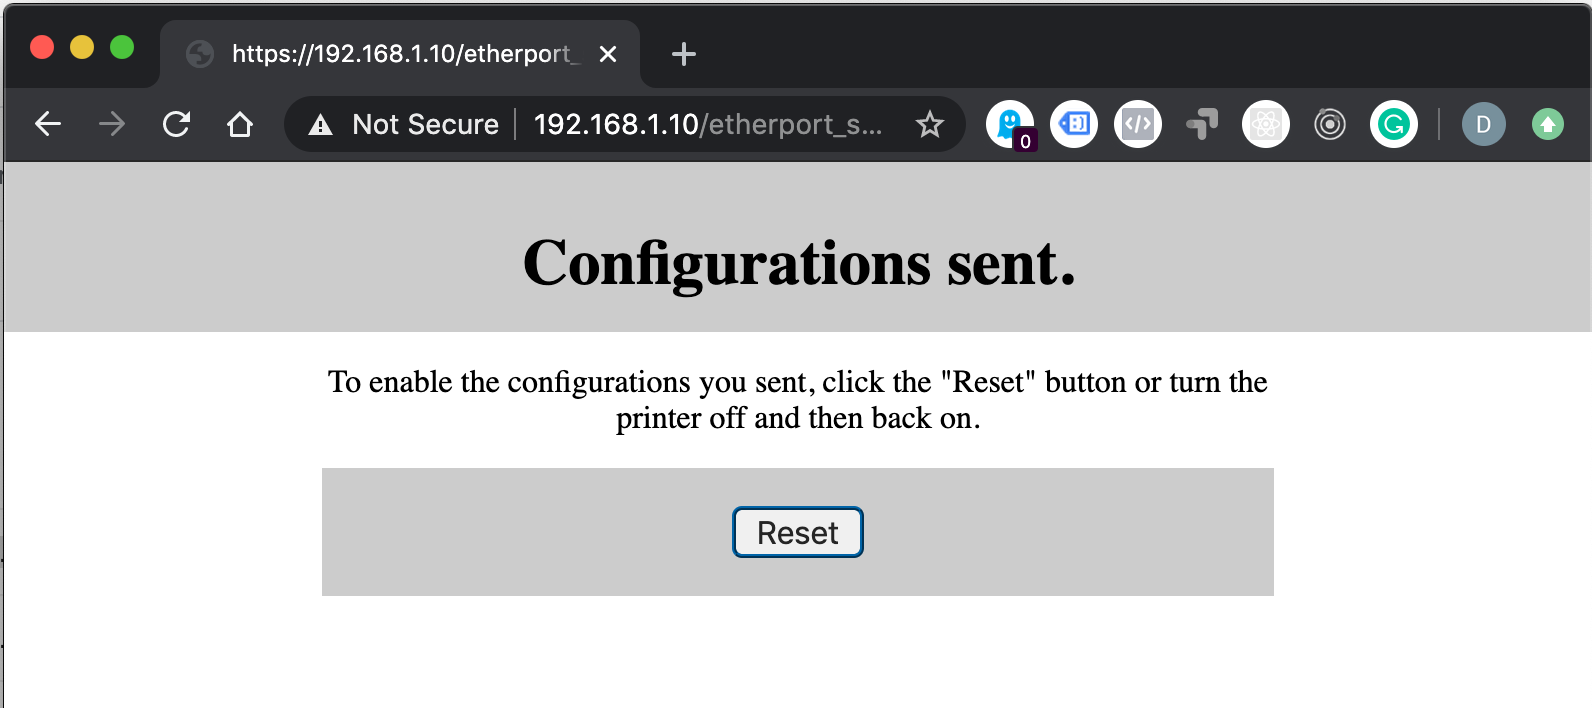 https://192.168.1.10/etherport_
Not Secure
192.168.1.10/etherport_s...
0
D
Configurations sent.
To enable the configurations you sent, click the "Reset" button or turn the
printer off and then back on.
Reset